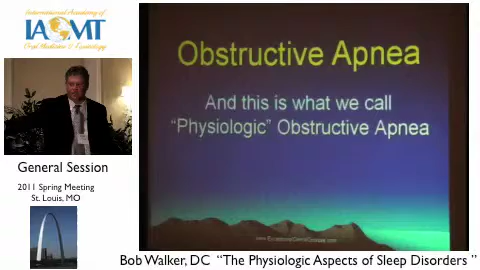 International Academy of
IAOMT
Oral Medicine & Toxicology
General Session
2011 Spring Meeting
St. Louis, MO
Obstructive Apnea
And this is what we call
"Physiologic" Obstructive Apnea
Bob Walker, DC "The Physiologic Aspects of Sleep Disorders "